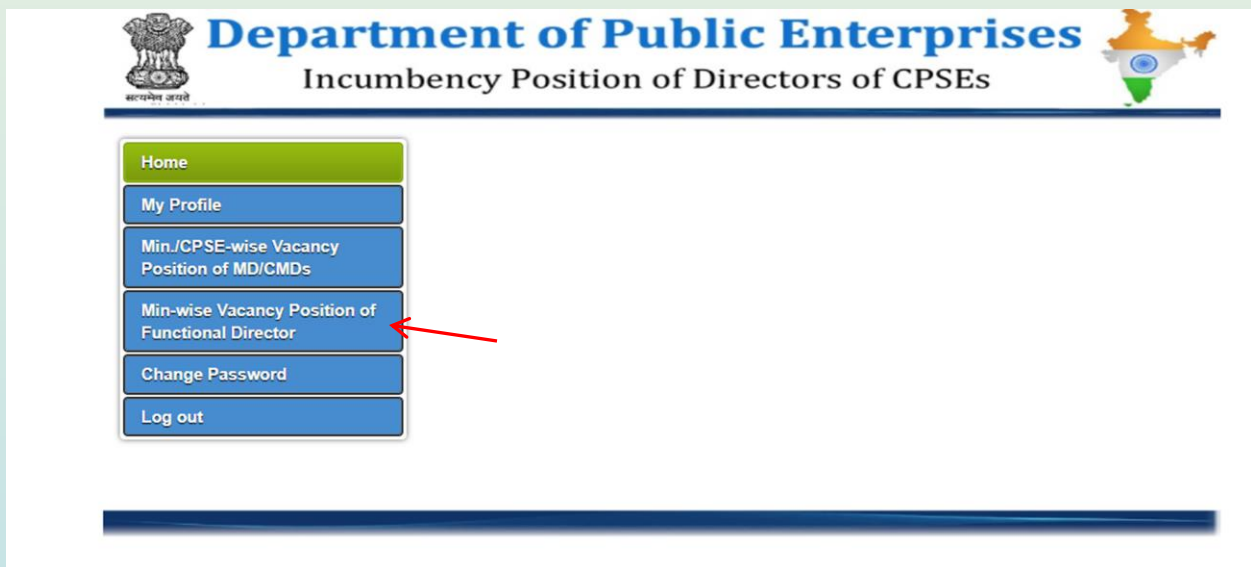 Department of Public Enterprises
Incumbency Position of Directors of CPSEs
सत्यमेव जयते
Home
My Profile
Min./CPSE-wise Vacancy
Position of MD/CMDs
Min-wise Vacancy Position of
Functional Director
Change Password
Log out